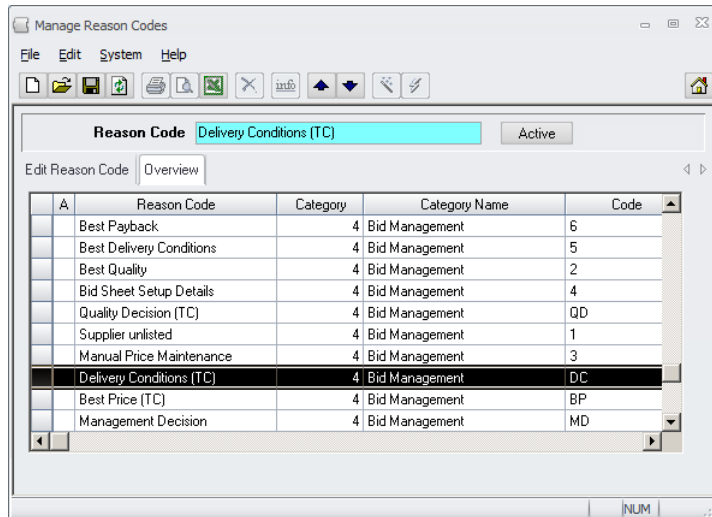 Manage Reason Codes
File Edit System Help
info
Reason Code Delivery Conditions (TC) Active
Edit Reason Code Overview
A Reason Code Category Category Name Code
Best Payback 4 Bid Management 6
Best Delivery Conditions 4 Bid Management 5
Best Quality 4 Bid Management 2
Bid Sheet Setup Details 4 Bid Management 4
Quality Decision (TC) 4 Bid Management QD
Supplier unlisted 4 Bid Management 1
Manual Price Maintenance 4 Bid Management 3
Delivery Conditions (TC) 4 Bid Management DC
Best Price (TC) 4 Bid Management BP
Management Decision 4 Bid Management MD
NUM